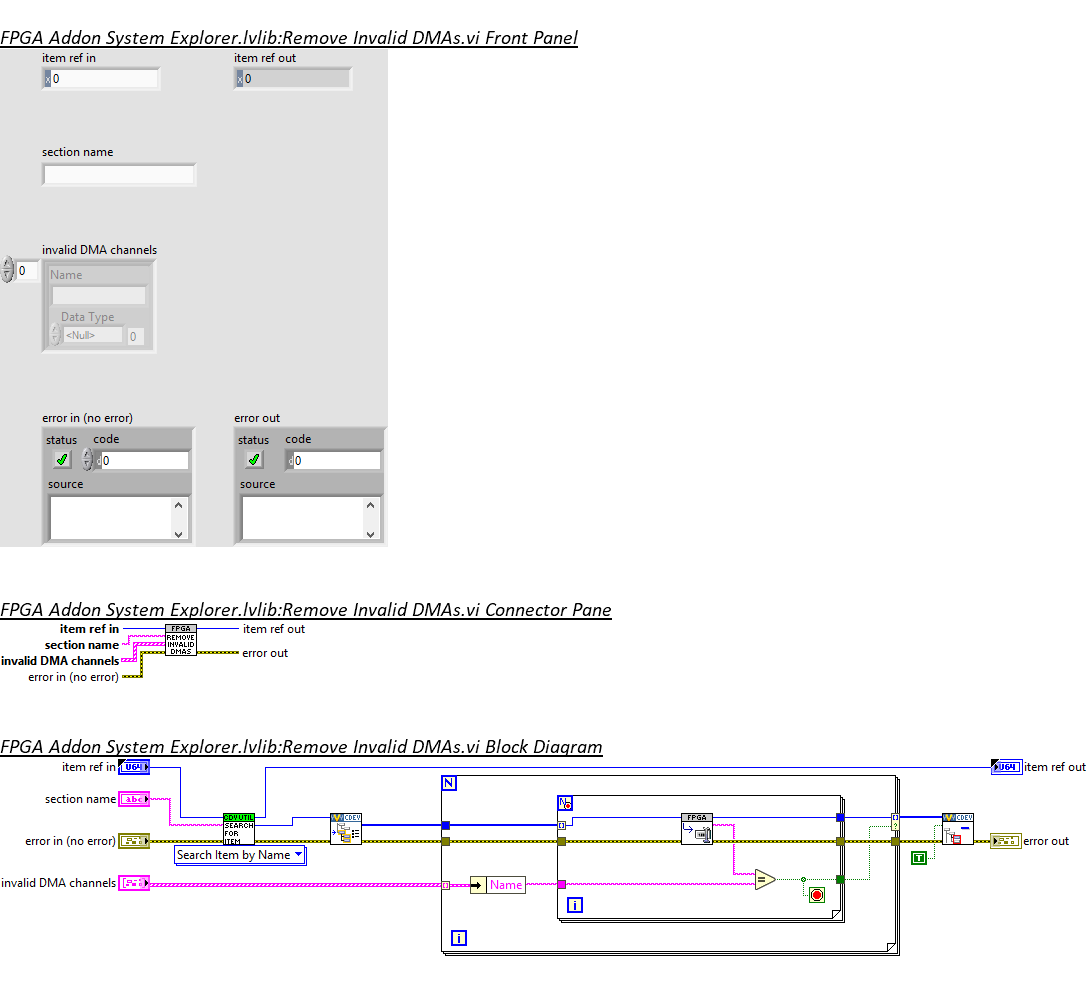 FPGA Addon System Explorer.lvlib:Remove Invalid DMAs.vi Front Panel
item ref in
item ref out
x 0
x 0
section name
invalid DMA channels
0
Name
Data Type
<Null>
0
error in (no error)
error out
status
code
status
code
d 0
d 0
source
source
FPGA Addon System Explorer.lvlib:Remove Invalid DMAs.vi Connector Pane
item ref in
section name
invalid DMA channels
error in (no error)
FPGA
REMOVE
INVALID
DMAS
item ref out
error out
FPGA Addon System Explorer.lvlib:Remove Invalid DMAs.vi Block Diagram
item ref in
U64
U64
item ref out
N
section name
abc
N
CDV UTIL
SEARCH
FOR
ITEM
CDEV
FPGA
CDEV
error in (no error)
error out
Search Item by Name
T
invalid DMA channels
Name
=
i
i